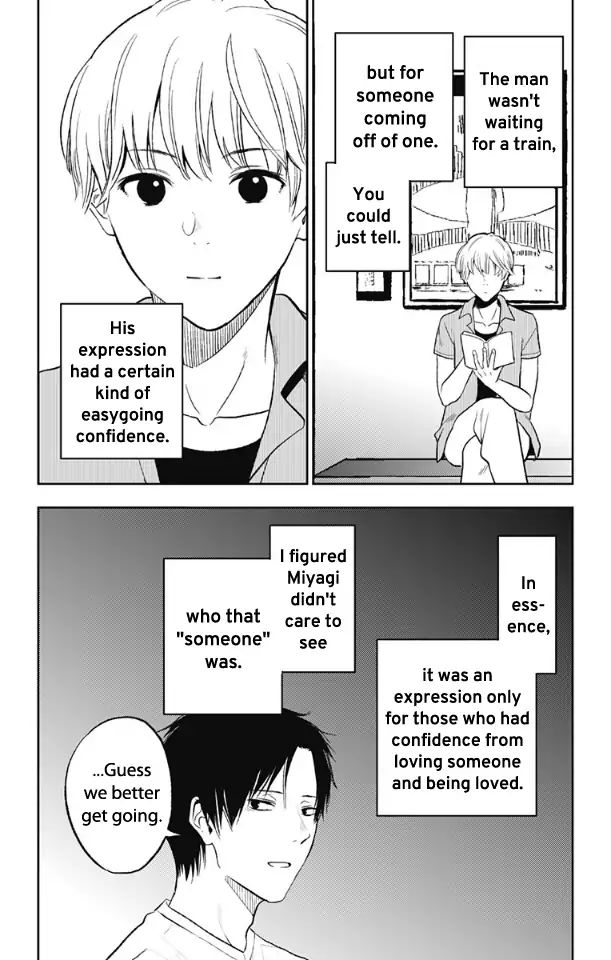 The man
wasn't
waiting
for a train,
but for
someone
coming
off of one.
You
could
just tell.
His
expression
had a certain
kind of
easygoing
confidence.
In
ess-
ence,
it was an
expression only
for those who had
confidence from
loving someone
and being loved.
I figured
Miyagi
didn't
care to
see
who that
"someone"
was.
...Guess
we better
get going.